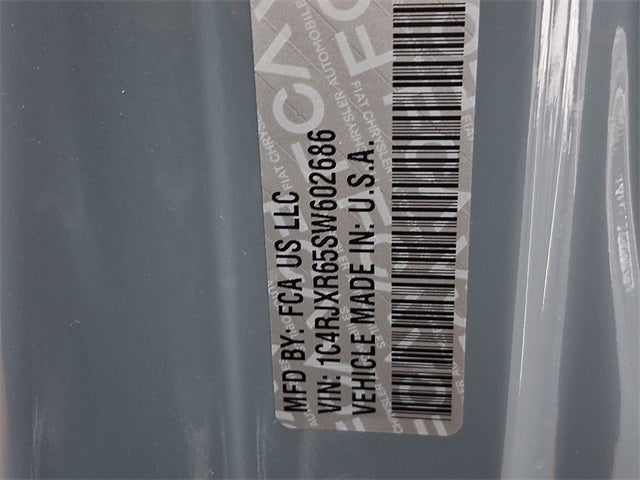 MFD BY: FCA US LLC
VIN: 1C4RJXR65SW602686
VEHICLE MADE IN: U.S.A.